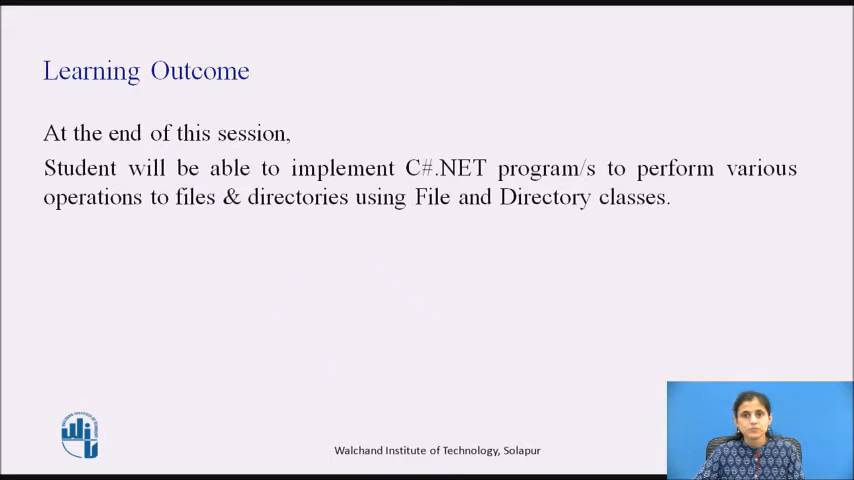 Learning Outcome
At the end of this session,
Student will be able to implement C#.NET program/s to perform various
operations to files & directories using File and Directory classes.
Walchand Institute of Technology, Solapur